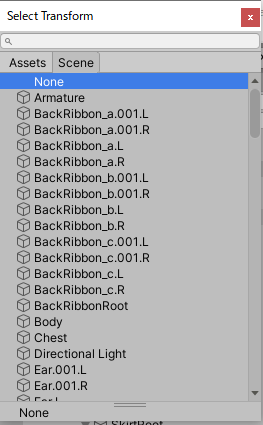 Select Transform
x
Assets Scene
None
Armature
BackRibbon_a.001.L
BackRibbon_a.001.R
BackRibbon_a.L
BackRibbon_a.R
BackRibbon_b.001.L
BackRibbon_b.001.R
BackRibbon_b.L
BackRibbon_b.R
BackRibbon_c.001.L
BackRibbon_c.001.R
BackRibbon_c.L
BackRibbon_c.R
BackRibbonRoot
Body
Chest
Directional Light
Ear.001.L
Ear.001.R
Ear.L
None
SkirtRoot